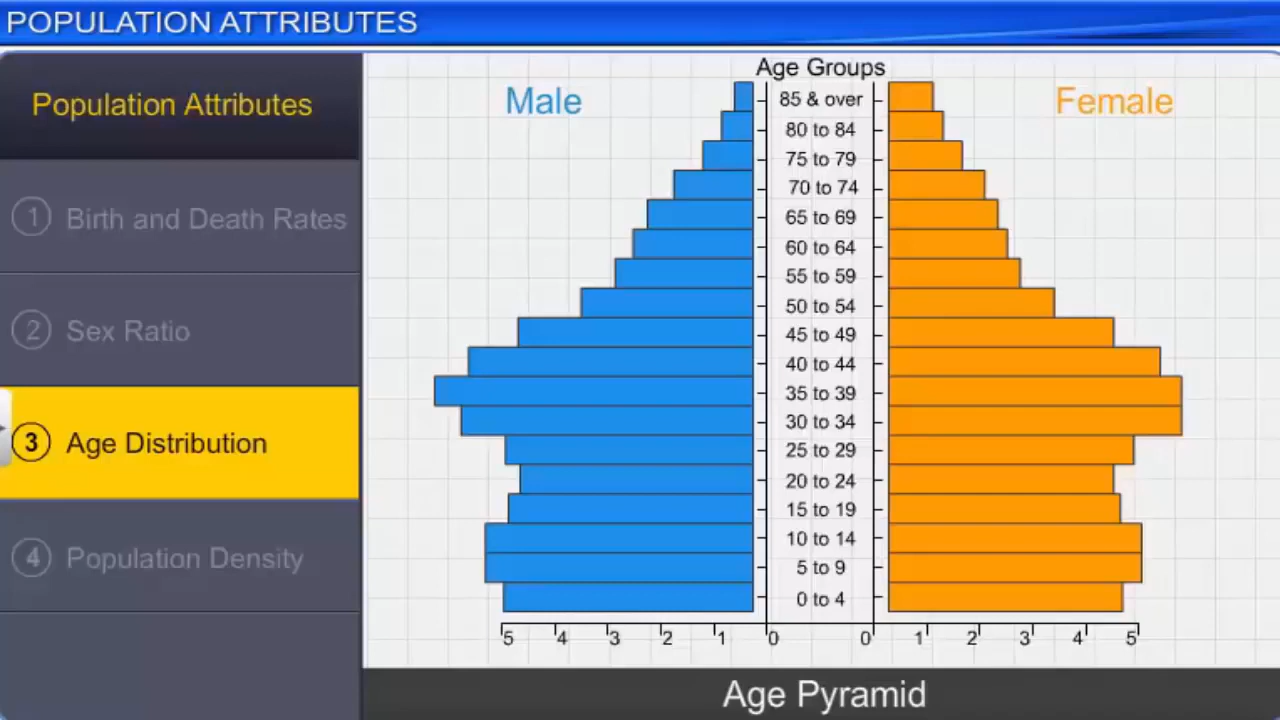 POPULATION ATTRIBUTES
Population Attributes
1 Birth and Death Rates
2 Sex Ratio
3 Age Distribution
4 Population Density
Age Groups
Male
Female
85 & over
80 to 84
75 to 79
70 to 74
65 to 69
60 to 64
55 to 59
50 to 54
45 to 49
40 to 44
35 to 39
30 to 34
25 to 29
20 to 24
15 to 19
10 to 14
5 to 9
0 to 4
5 4 3 2 1 0 0 1 2 3 4 5
Age Pyramid